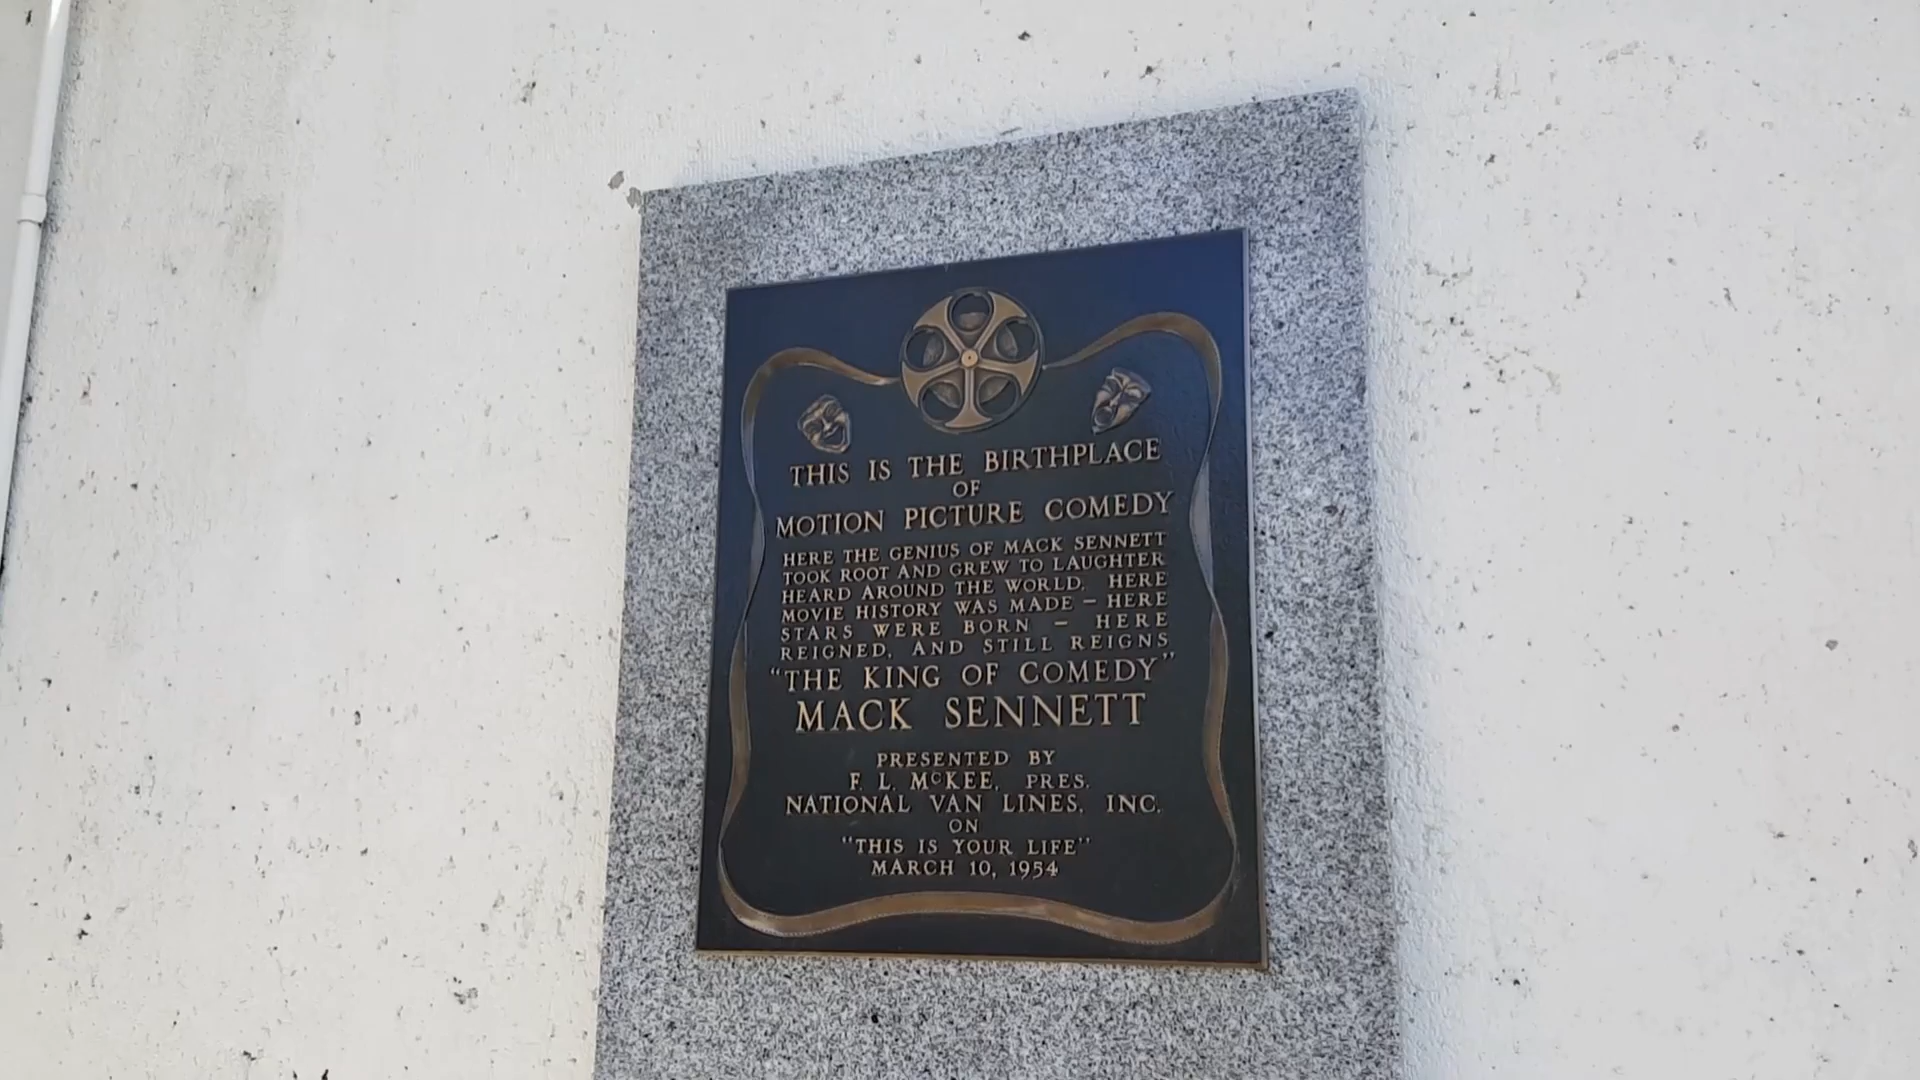 THIS IS THE BIRTHPLACE
OF
MOTION PICTURE COMEDY
HERE THE GENIUS OF MACK SENNETT
TOOK ROOT AND GREW TO LAUGHTER
HEARD AROUND THE WORLD. HERE
MOVIE HISTORY WAS MADE – HERE
STARS WERE BORN – HERE
REIGNED, AND STILL REIGNS,
"THE KING OF COMEDY"
MACK SENNETT
PRESENTED BY
F. L. McKEE, PRES.
NATIONAL VAN LINES, INC.
ON
"THIS IS YOUR LIFE"
MARCH 10, 1954